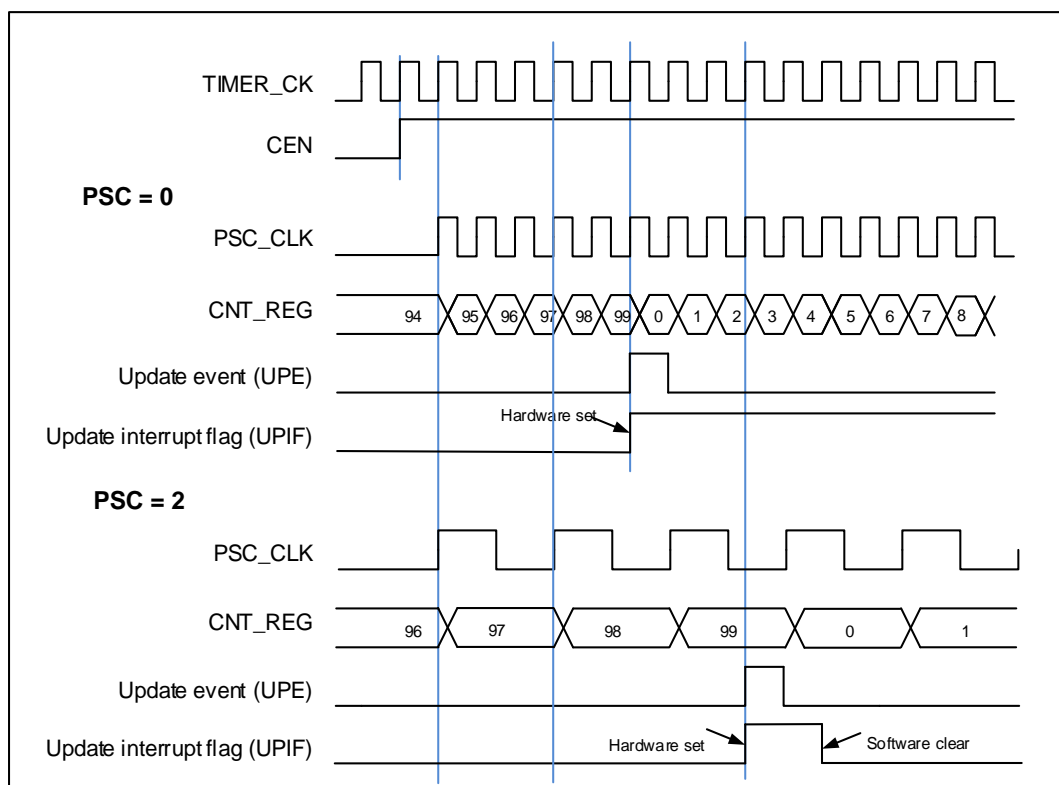 TIMER_CK
CEN
PSC = 0
PSC_CLK
CNT_REG 94 95 96 97 98 99 0 1 2 3 4 5 6 7 8
Update event (UPE)
Hardware set
Update interrupt flag (UPIF)
PSC = 2
PSC_CLK
CNT_REG 96 97 98 99 0 1
Update event (UPE)
Update interrupt flag (UPIF) Hardware set Software clear